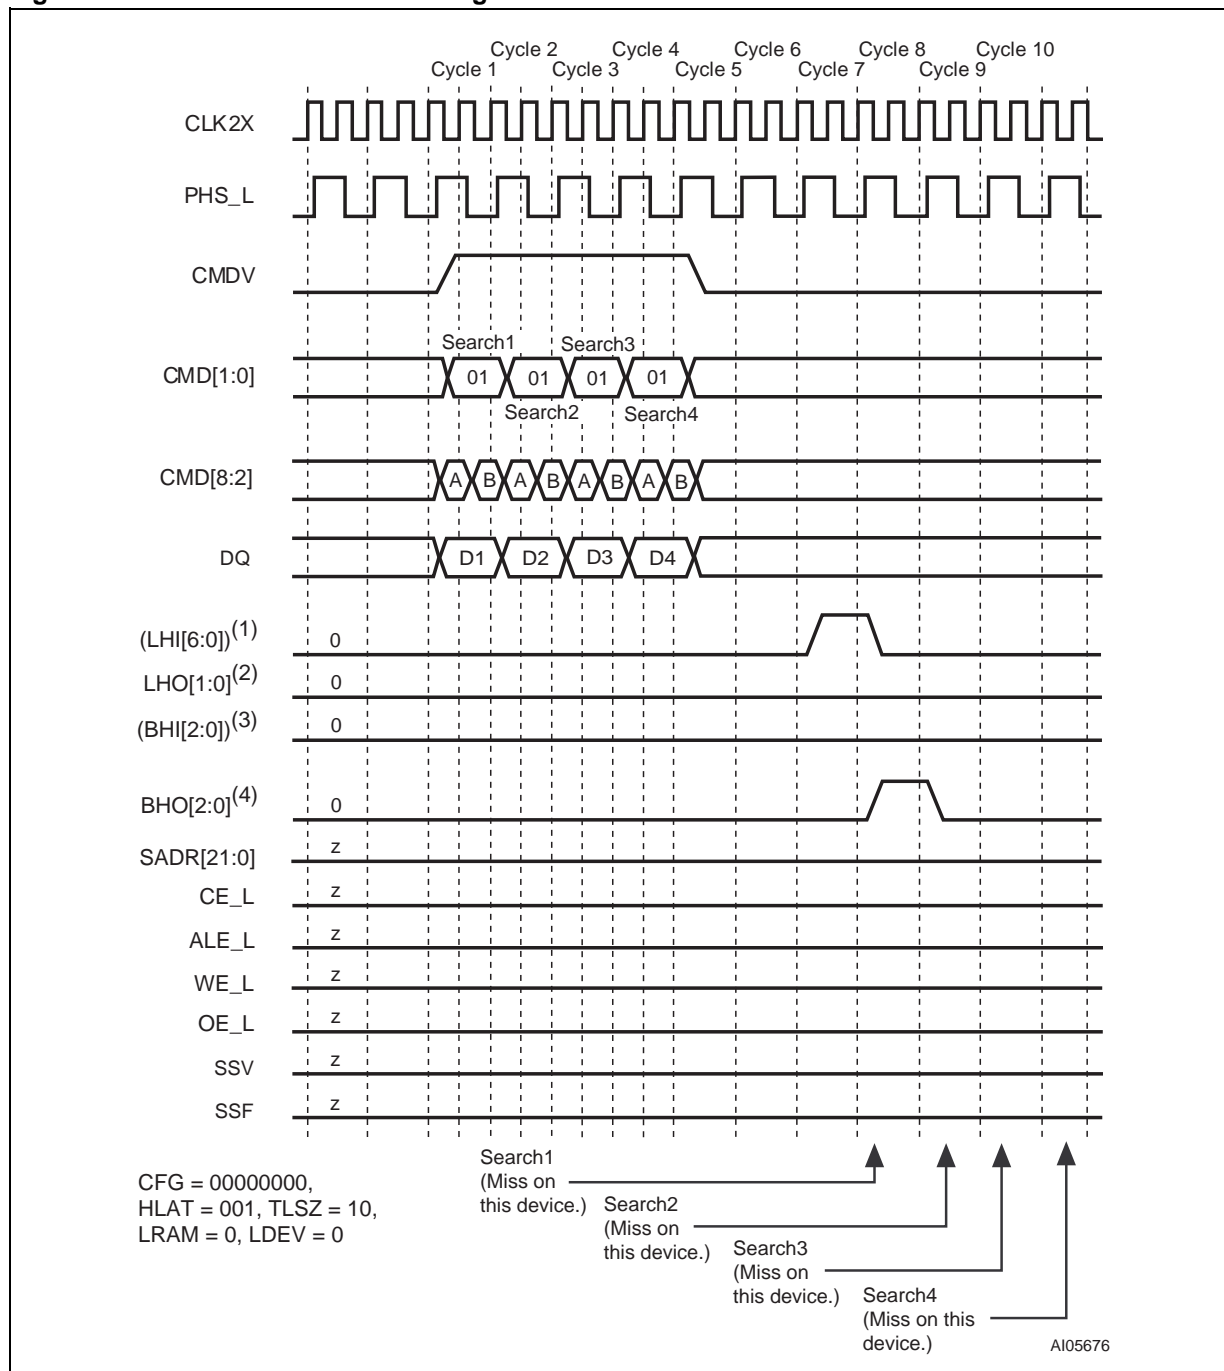 Cycle 2 Cycle 4 Cycle 6 Cycle 8 Cycle 10
Cycle 1 Cycle 3 Cycle 5 Cycle 7 Cycle 9
CLK2X
PHS_L
CMDV
Search1 Search3
CMD[1:0] 01 01 01 01
Search2 Search4
CMD[8:2] A B A B A B A B
DQ D1 D2 D3 D4
(LHI[6:0])(1) 0
LHO[1:0](2) 0
(BHI[2:0])(3) 0
BHO[2:0](4) 0
SADR[21:0] z
CE_L z
ALE_L z
WE_L z
OE_L z
SSV z
SSF z
CFG = 00000000,
HLAT = 001, TLSZ = 10,
LRAM = 0, LDEV = 0
Search1
(Miss on
this device.)
Search2
(Miss on
this device.)
Search3
(Miss on
this device.)
Search4
(Miss on this
device.)
AI05676